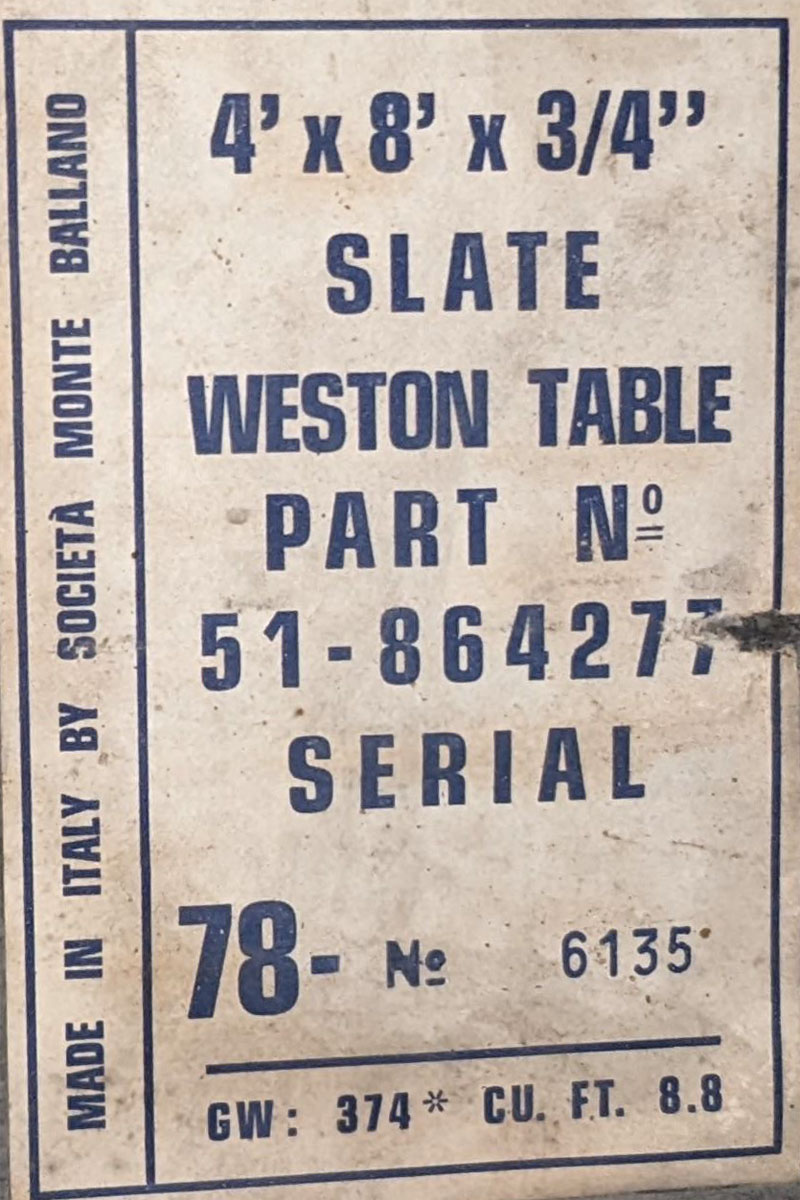 MADE IN ITALY BY SOCIETÀ MONTE BALLANO
4' x 8' x 3/4"
SLATE
WESTON TABLE
PART Nº
51-864277
SERIAL
78- Nº 6135
GW: 374* CU. FT. 8.8